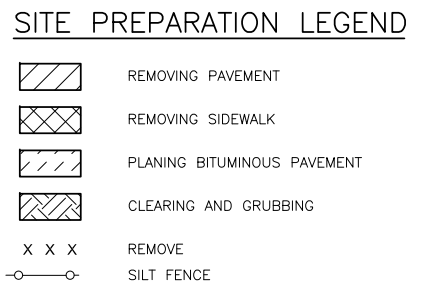 SITE PREPARATION LEGEND
REMOVING PAVEMENT
REMOVING SIDEWALK
PLANING BITUMINOUS PAVEMENT
CLEARING AND GRUBBING
X X X REMOVE
SILT FENCE